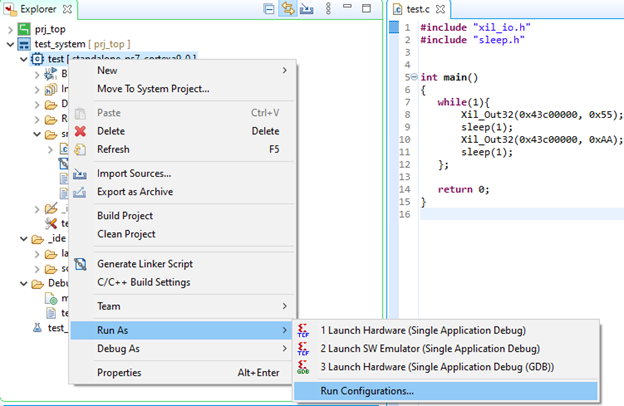 Explorer
prj_top
test_system [ prj_top ]
test [ standalone_ps7_cortexa9_0 ]
B
In
D
R
sr
_i
te
_ide
la
sc
Debu
m
te
test_
New
Move To System Project...
Paste Ctrl+V
Delete Delete
Refresh F5
Import Sources...
Export as Archive
Build Project
Clean Project
Generate Linker Script
C/C++ Build Settings
Team
Run As
Debug As
Properties Alt+Enter
1 Launch Hardware (Single Application Debug)
2 Launch SW Emulator (Single Application Debug)
3 Launch Hardware (Single Application Debug (GDB))
Run Configurations...
test.c
1 #include "xil_io.h"
2 #include "sleep.h"
3
4
5 int main()
6 {
7 while(1){
8 Xil_Out32(0x43c00000, 0x55);
9 sleep(1);
10 Xil_Out32(0x43c00000, 0xAA);
11 sleep(1);
12 };
13
14 return 0;
15 }
16